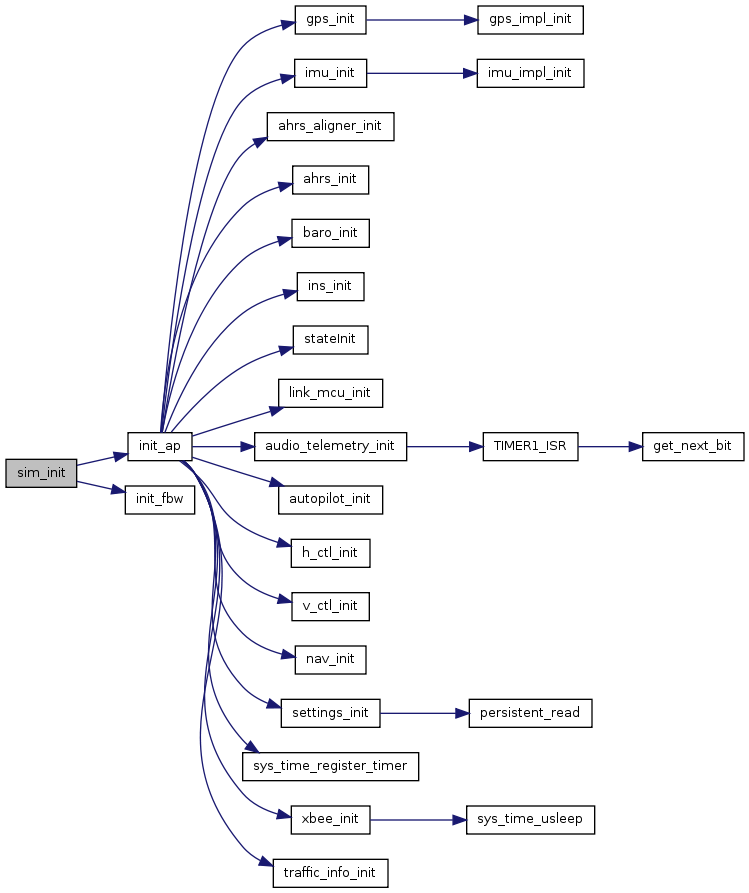 gps_init
gps_impl_init
imu_init
imu_impl_init
ahrs_aligner_init
ahrs_init
baro_init
ins_init
stateInit
link_mcu_init
init_ap
audio_telemetry_init
TIMER1_ISR
get_next_bit
sim_init
init_fbw
autopilot_init
h_ctl_init
v_ctl_init
nav_init
settings_init
persistent_read
sys_time_register_timer
xbee_init
sys_time_usleep
traffic_info_init